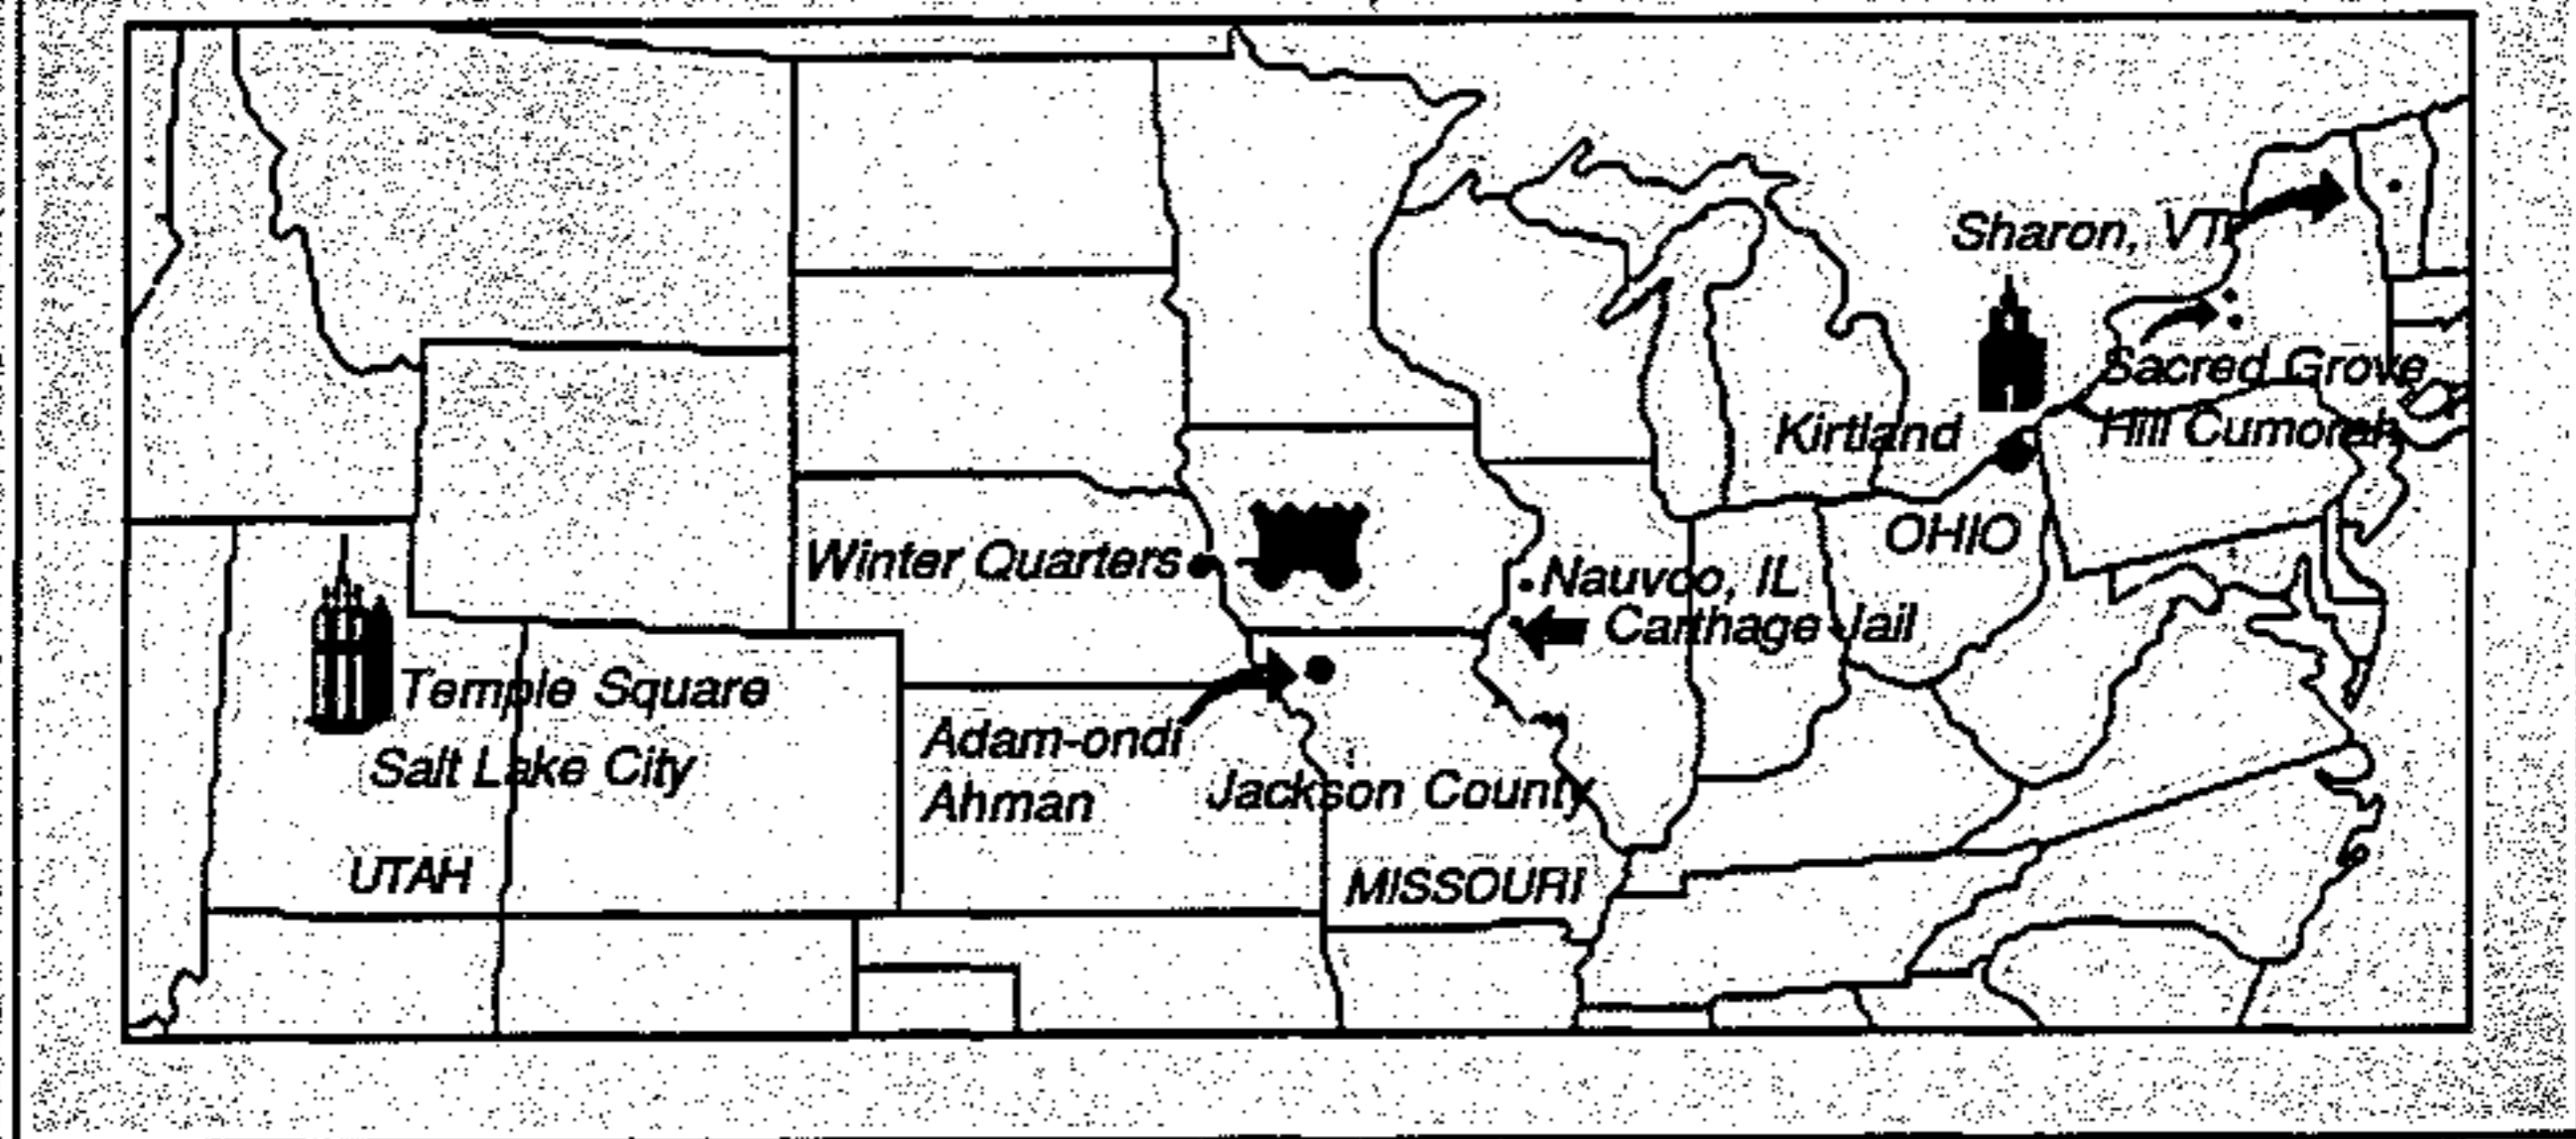 Sharon, VT
Sacred Grove
Hill Cumorah
Kirtland
OHIO
Winter Quarters
Nauvoo, IL
Carthage Jail
Temple Square
Salt Lake City
Adam-ondi
Ahman
Jackson County
UTAH
MISSOURI